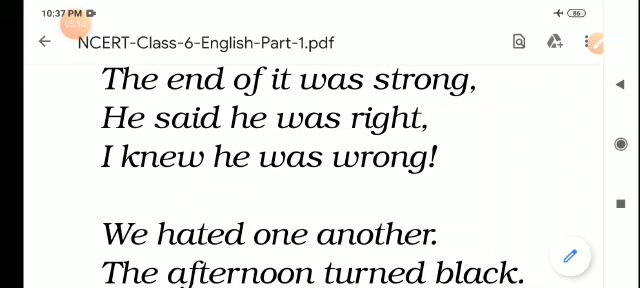 10:37 PM
86
NCERT-Class-6-English-Part-1.pdf
The end of it was strong,
He said he was right,
I knew he was wrong!
We hated one another.
The afternoon turned black.